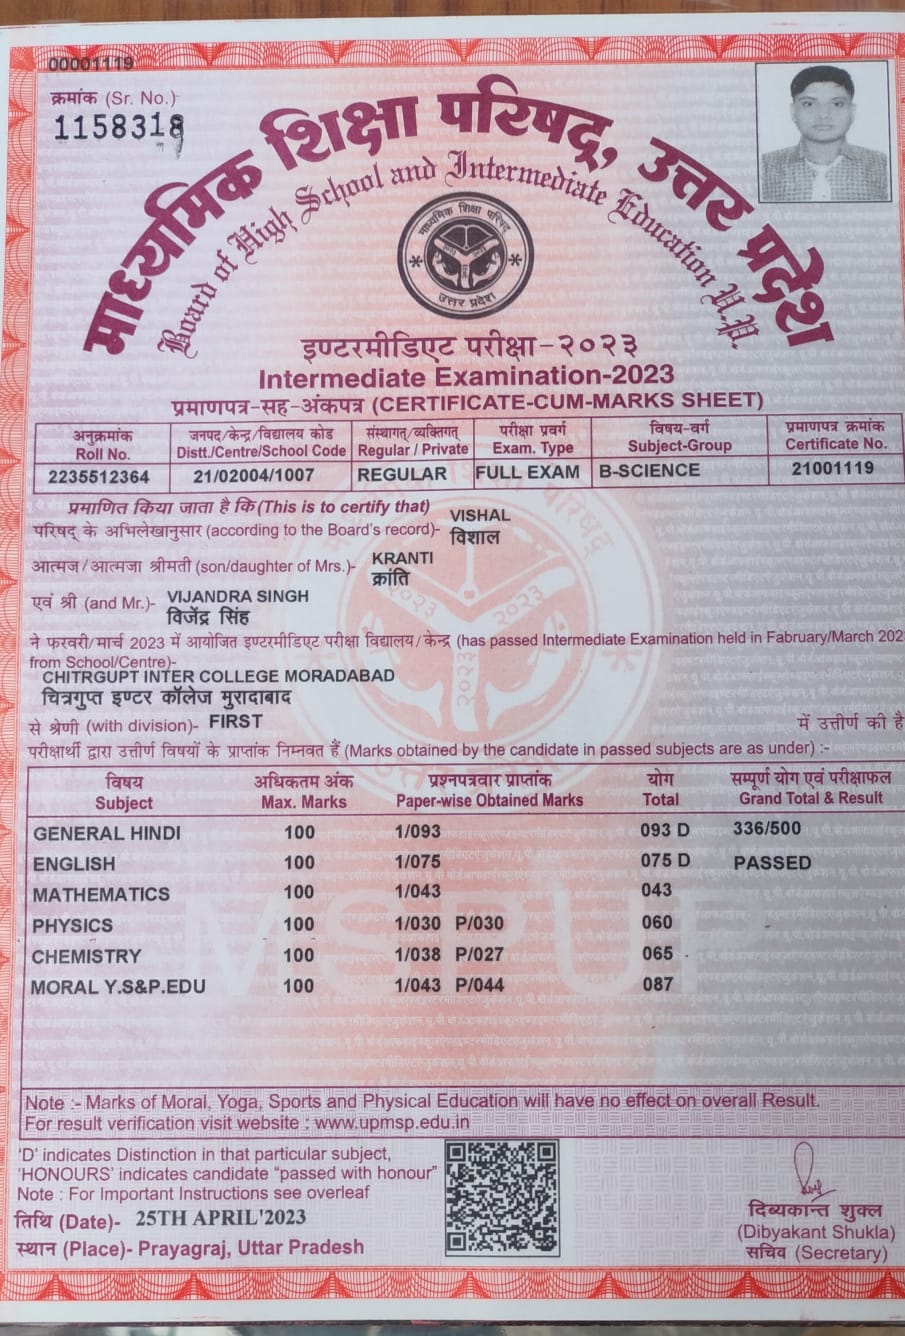 00001119
क्रमांक (Sr. No.)
1158318
माध्यमिक शिक्षा परिषद्, उत्तर प्रदेश
Board of High School and Intermediate Education U.P.
माध्यमिक शिक्षा परिषद
उत्तर प्रदेश
इण्टरमीडिएट परीक्षा-२०२३
Intermediate Examination-2023
प्रमाणपत्र-सह-अंकपत्र (CERTIFICATE-CUM-MARKS SHEET)
अनुक्रमांक जनपद/केन्द्र/विद्यालय कोड संस्थागत्/व्यक्तिगत् परीक्षा प्रवर्ग विषय-वर्ग प्रमाणपत्र क्रमांक
Roll No. Distt./Centre/School Code Regular / Private Exam. Type Subject-Group Certificate No.
2235512364 21/02004/1007 REGULAR FULL EXAM B-SCIENCE 21001119
प्रमाणित किया जाता है कि(This is to certify that)
VISHAL
परिषद् के अभिलेखानुसार (according to the Board's record)- विशाल
KRANTI
आत्मज/आत्मजा श्रीमती (son/daughter of Mrs.)- क्रांति
एवं श्री (and Mr.)- VIJANDRA SINGH
विजेंद्र सिंह
ने फरवरी/मार्च 2023 में आयोजित इण्टरमीडिएट परीक्षा विद्यालय/केन्द्र (has passed Intermediate Examination held in Fabruary/March 202
from School/Centre)-
CHITRGUPT INTER COLLEGE MORADABAD
चित्रगुप्त इण्टर कॉलेज मुरादाबाद
से श्रेणी (with division)- FIRST में उत्तीर्ण की है
परीक्षार्थी द्वारा उत्तीर्ण विषयों के प्राप्तांक निम्नवत हैं (Marks obtained by the candidate in passed subjects are as under) :-
विषय अधिकतम अंक प्रश्नपत्रवार प्राप्तांक योग सम्पूर्ण योग एवं परीक्षाफल
Subject Max. Marks Paper-wise Obtained Marks Total Grand Total & Result
GENERAL HINDI 100 1/093 093 D 336/500
ENGLISH 100 1/075 075 D PASSED
MATHEMATICS 100 1/043 043
PHYSICS 100 1/030 P/030 060
CHEMISTRY 100 1/038 P/027 065
MORAL Y.S&P.EDU 100 1/043 P/044 087
MSPUP
Note :- Marks of Moral, Yoga, Sports and Physical Education will have no effect on overall Result.
For result verification visit website : www.upmsp.edu.in
'D' indicates Distinction in that particular subject,
'HONOURS' indicates candidate "passed with honour"
Note : For Important Instructions see overleaf
तिथि (Date)- 25TH APRIL'2023
स्थान (Place)- Prayagraj, Uttar Pradesh
दिब्यकान्त शुक्ल
(Dibyakant Shukla)
सचिव (Secretary)